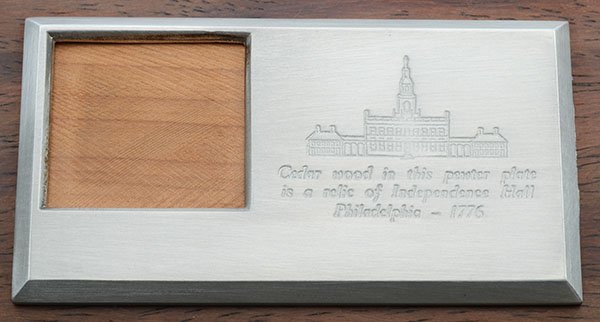 Cedar wood in this pewter plate
is a relic of Independence Hall
Philadelphia - 1776